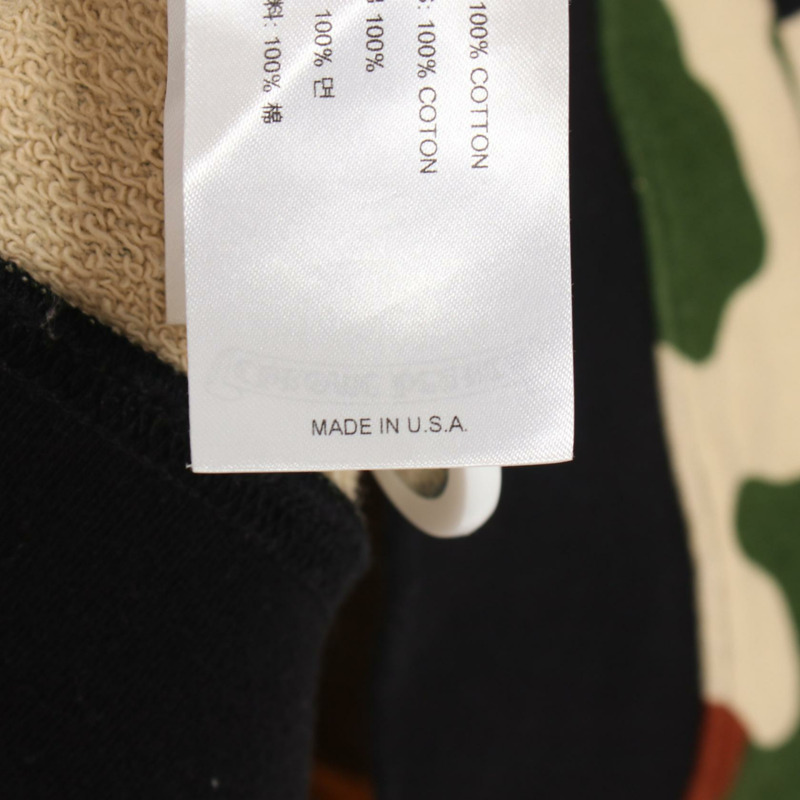 100% COTTON
: 100% COTON
100%
100% 면
料: 100% 棉
MADE IN U.S.A.